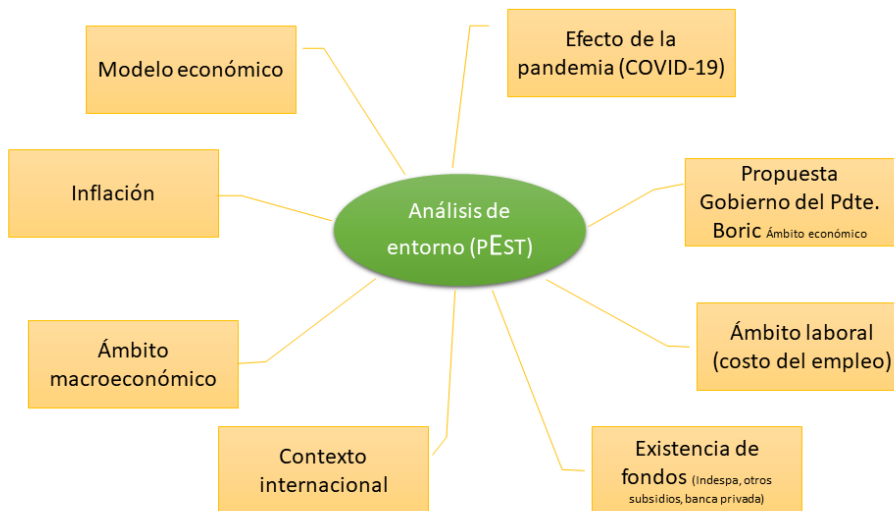 Efecto de la
pandemia (COVID-19)
Modelo económico
Propuesta
Gobierno del Pdte.
Boric Ámbito económico
Inflación
Análisis de
entorno (PEST)
Ámbito laboral
(costo del empleo)
Ámbito
macroeconómico
Existencia de
fondos (Indespa, otros
subsidios, banca privada)
Contexto
internacional